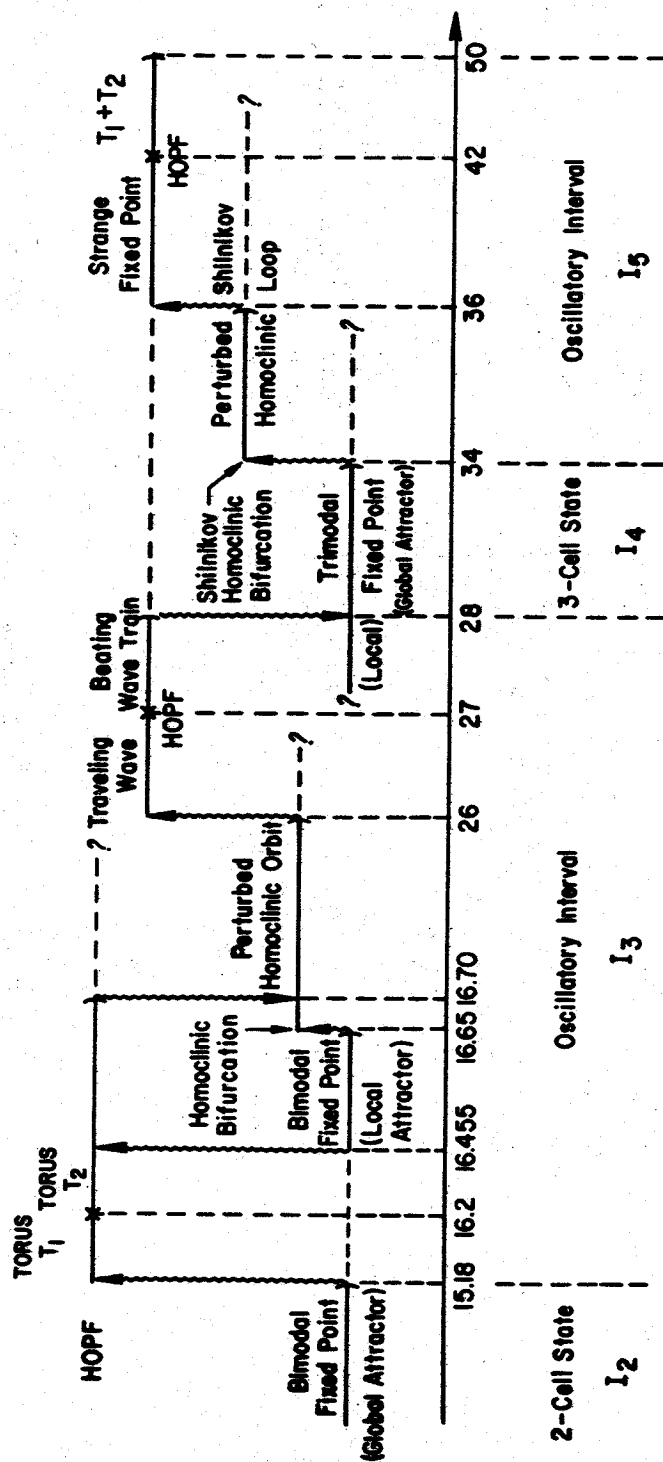 HOPF
TORUS
T1
TORUS
T2
Bimodal
Fixed Point
(Global Attractor)
Homoclinic
Bifurcation
Bimodal
Fixed Point
(Local
Attractor)
Perturbed
Homoclinic Orbit
?
? Traveling
Wave
HOPF
Beating
Wave Train
?
(Local)
Trimodal
Fixed Point
(Global Attractor)
Shilnikov
Homoclinic
Bifurcation
Perturbed
Homoclinic
Shilnikov
Loop
?
?
Strange
Fixed Point
HOPF
T1 + T2
15.18
16.2
16.455
16.65
16.70
26
27
28
34
36
42
50
2-Cell State
I2
Oscillatory Interval
I3
3-Cell State
I4
Oscillatory Interval
I5